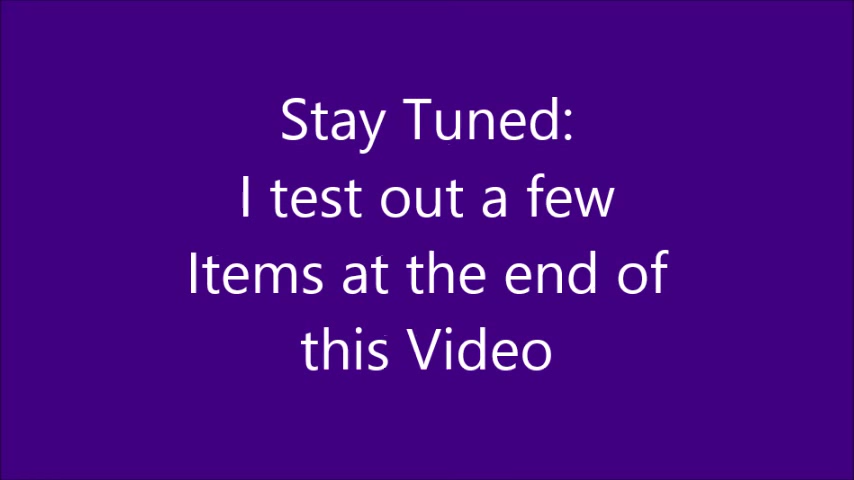 Stay Tuned:
I test out a few
Items at the end of
this Video